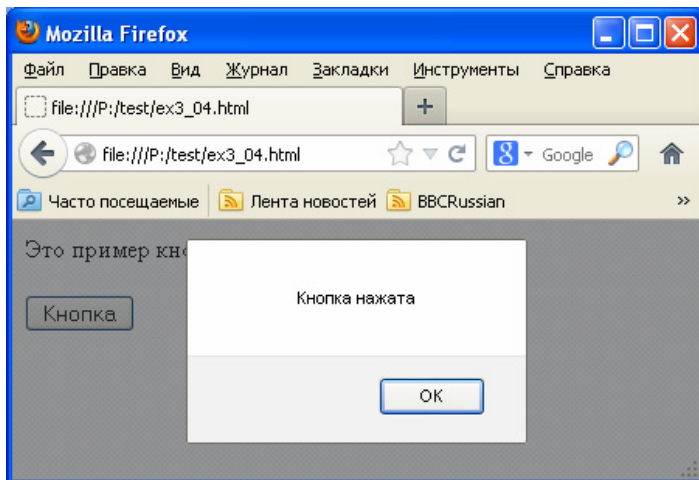 Mozilla Firefox
Файл Правка Вид Журнал Закладки Инструменты Справка
file:///P:/test/ex3_04.html +
file:///P:/test/ex3_04.html 8 Google
Часто посещаемые Лента новостей BBCRussian »
Это пример
Кнопка нажата
Кнопка
OK